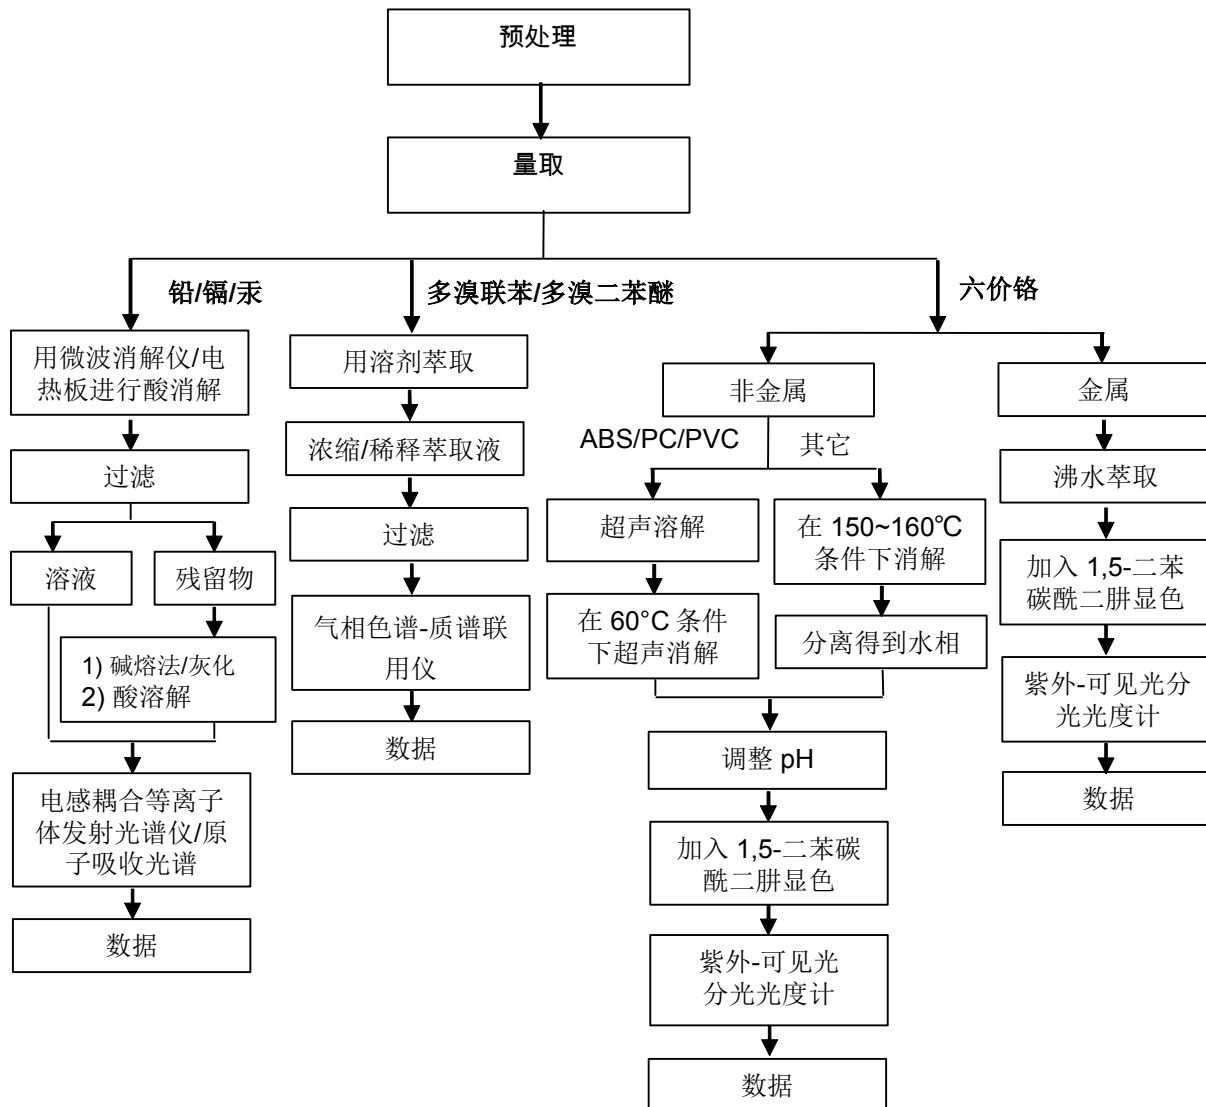 预处理
量取
铅/镉/汞
多溴联苯/多溴二苯醚
六价铬
用微波消解仪/电
热板进行酸消解
过滤
溶液
残留物
1) 碱熔法/灰化
2) 酸溶解
电感耦合等离子
体发射光谱仪/原
子吸收光谱
数据
用溶剂萃取
浓缩/稀释萃取液
过滤
气相色谱-质谱联
用仪
数据
非金属
ABS/PC/PVC
其它
超声溶解
在 60°C 条件
下超声消解
在 150~160℃
条件下消解
分离得到水相
调整 pH
加入 1,5-二苯碳
酰二肼显色
紫外-可见光
分光光度计
数据
金属
沸水萃取
加入 1,5-二苯
碳酰二肼显色
紫外-可见光分
光光度计
数据